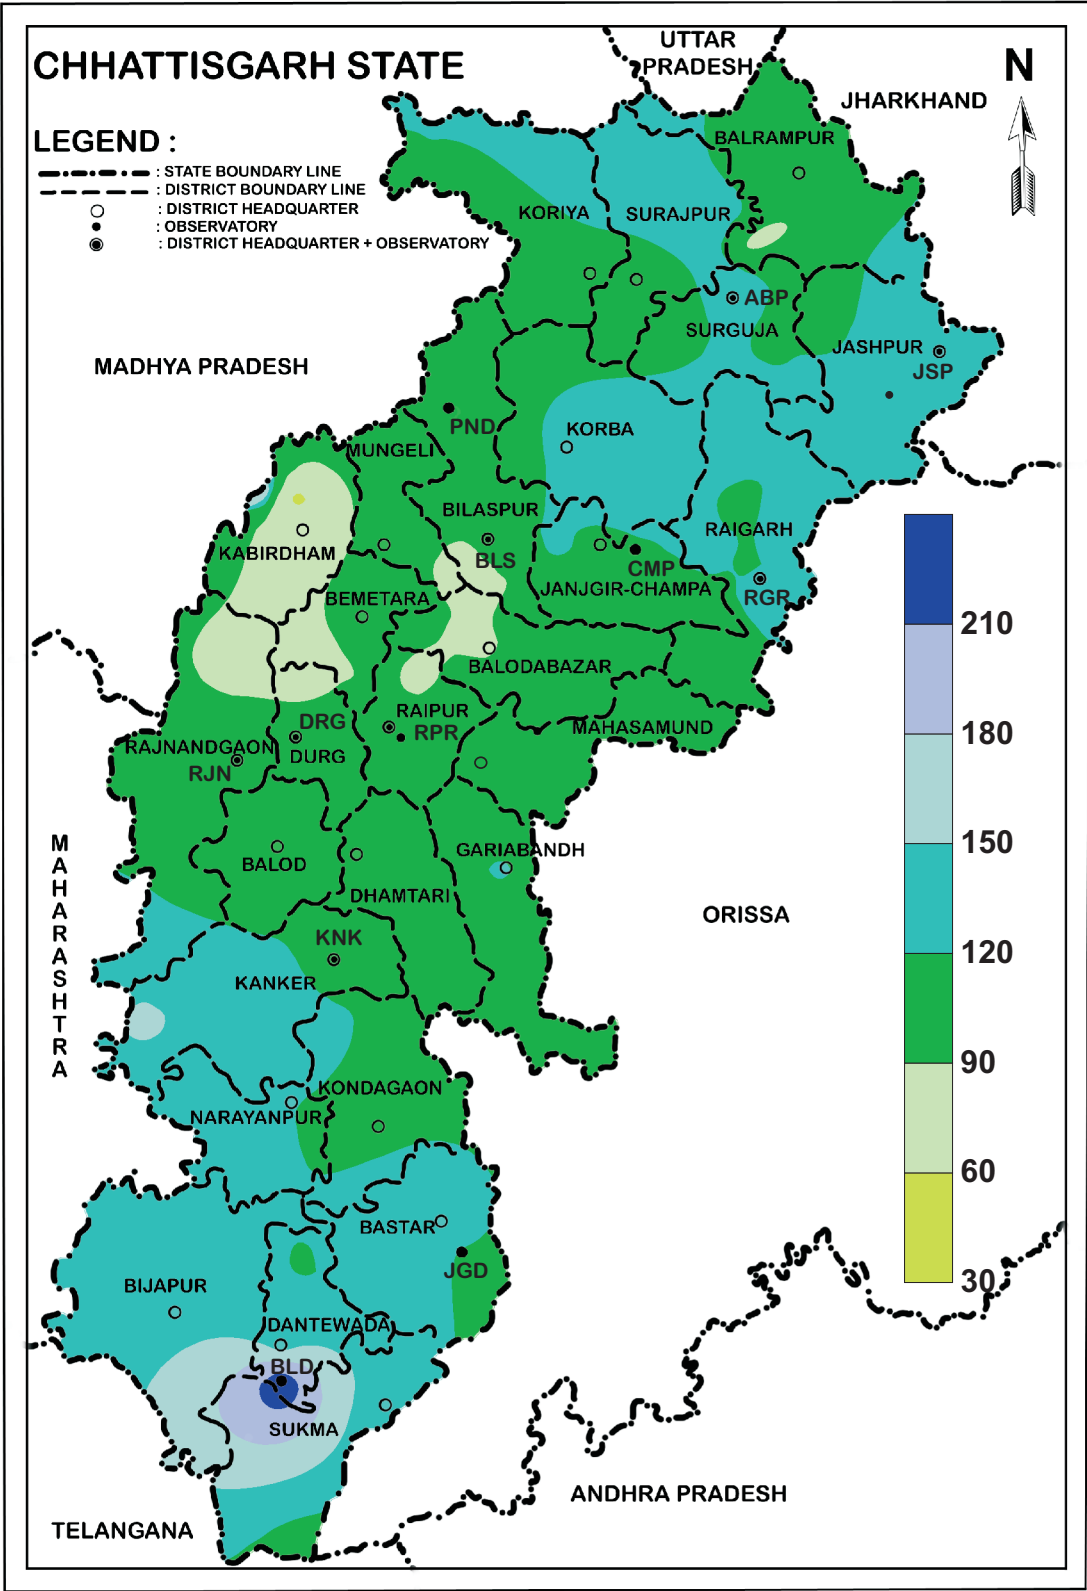 CHHATTISGARH STATE
LEGEND :
: STATE BOUNDARY LINE
: DISTRICT BOUNDARY LINE
: DISTRICT HEADQUARTER
: OBSERVATORY
: DISTRICT HEADQUARTER + OBSERVATORY
UTTAR
PRADESH
N
JHARKHAND
BALRAMPUR
KORIYA
SURAJPUR
ABP
SURGUJA
JASHPUR
JSP
MADHYA PRADESH
PND
KORBA
MUNGELI
BILASPUR
RAIGARH
KABIRDHAM
BLS
CMP
JANJGIR-CHAMPA
RGR
BEMETARA
BALODABAZAR
RAIPUR
RPR
MAHASAMUND
DRG
DURG
RAJNANDGAON
RJN
BALOD
GARIABANDH
DHAMTARI
MAHARASHTRA
ORISSA
KNK
KANKER
KONDAGAON
NARAYANPUR
BASTAR
JGD
BIJAPUR
DANTEWADA
BLD
SUKMA
ANDHRA PRADESH
TELANGANA
210
180
150
120
90
60
30